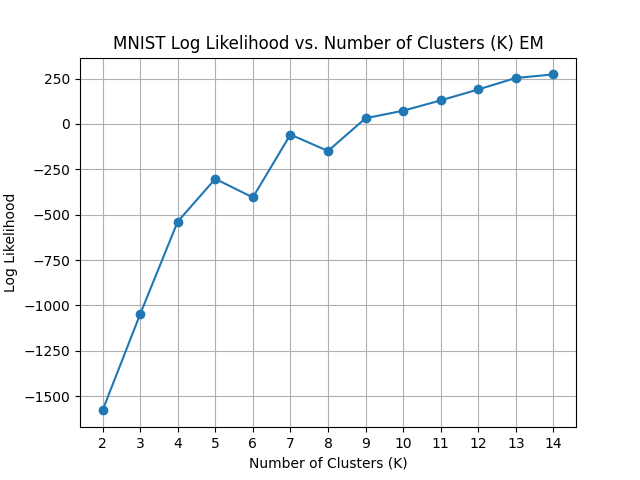 MNIST Log Likelihood vs. Number of Clusters (K) EM
Log Likelihood
250
0
−250
−500
−750
−1000
−1250
−1500
2 3 4 5 6 7 8 9 10 11 12 13 14
Number of Clusters (K)